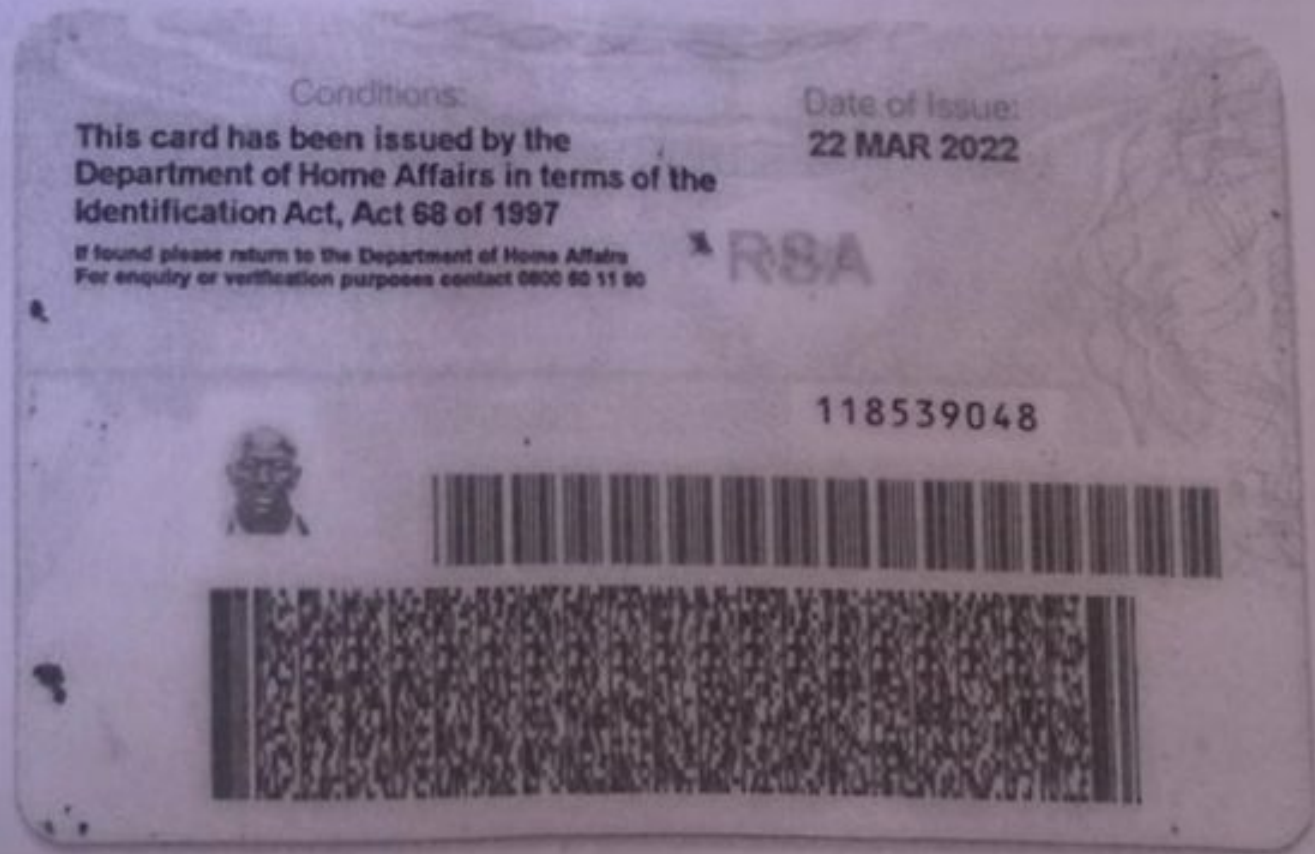 Conditions:
This card has been issued by the
Department of Home Affairs in terms of the
Identification Act, Act 68 of 1997
If found please return to the Department of Home Affairs
For enquiry or verification purposes contact 0800 60 11 90
Date of Issue:
22 MAR 2022
RSA
118539048